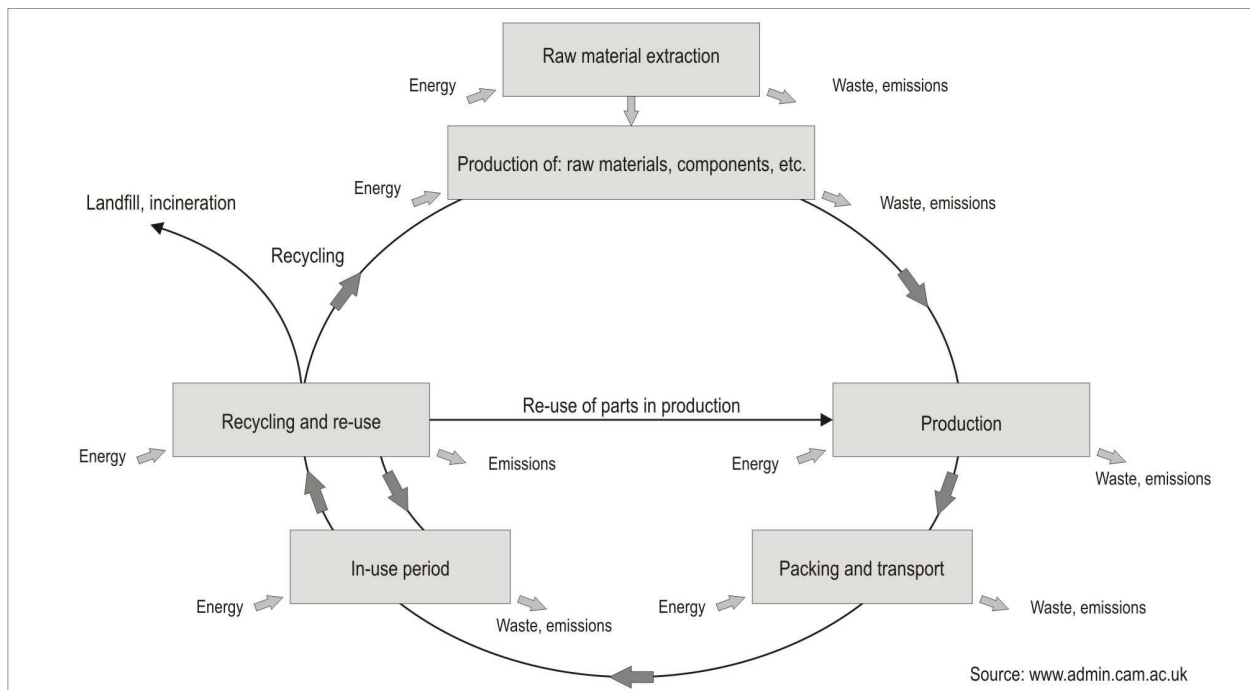 Raw material extraction
Energy
Waste, emissions
Production of: raw materials, components, etc.
Energy
Waste, emissions
Landfill, incineration
Recycling
Recycling and re-use
Re-use of parts in production
Production
Energy
Emissions
Energy
Waste, emissions
In-use period
Packing and transport
Energy
Waste, emissions
Energy
Waste, emissions
Source: www.admin.cam.ac.uk